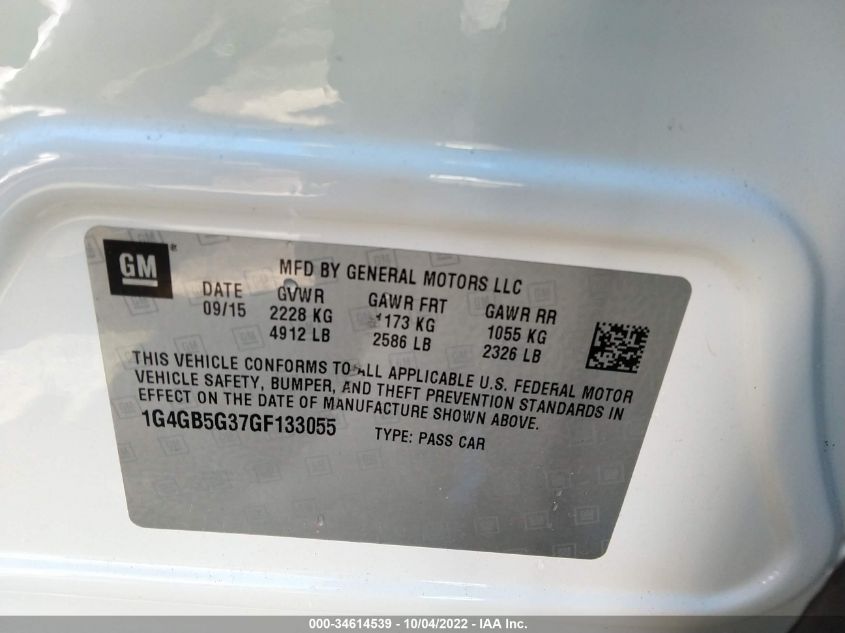 GM ®
MFD BY GENERAL MOTORS LLC
DATE GVWR GAWR FRT GAWR RR
09/15 2228 KG 1173 KG 1055 KG
4912 LB 2586 LB 2326 LB
THIS VEHICLE CONFORMS TO ALL APPLICABLE U.S. FEDERAL MOTOR
VEHICLE SAFETY, BUMPER, AND THEFT PREVENTION STANDARDS IN
EFFECT ON THE DATE OF MANUFACTURE SHOWN ABOVE.
1G4GB5G37GF133055 TYPE: PASS CAR
000-34614539 - 10/04/2022 - IAA Inc.